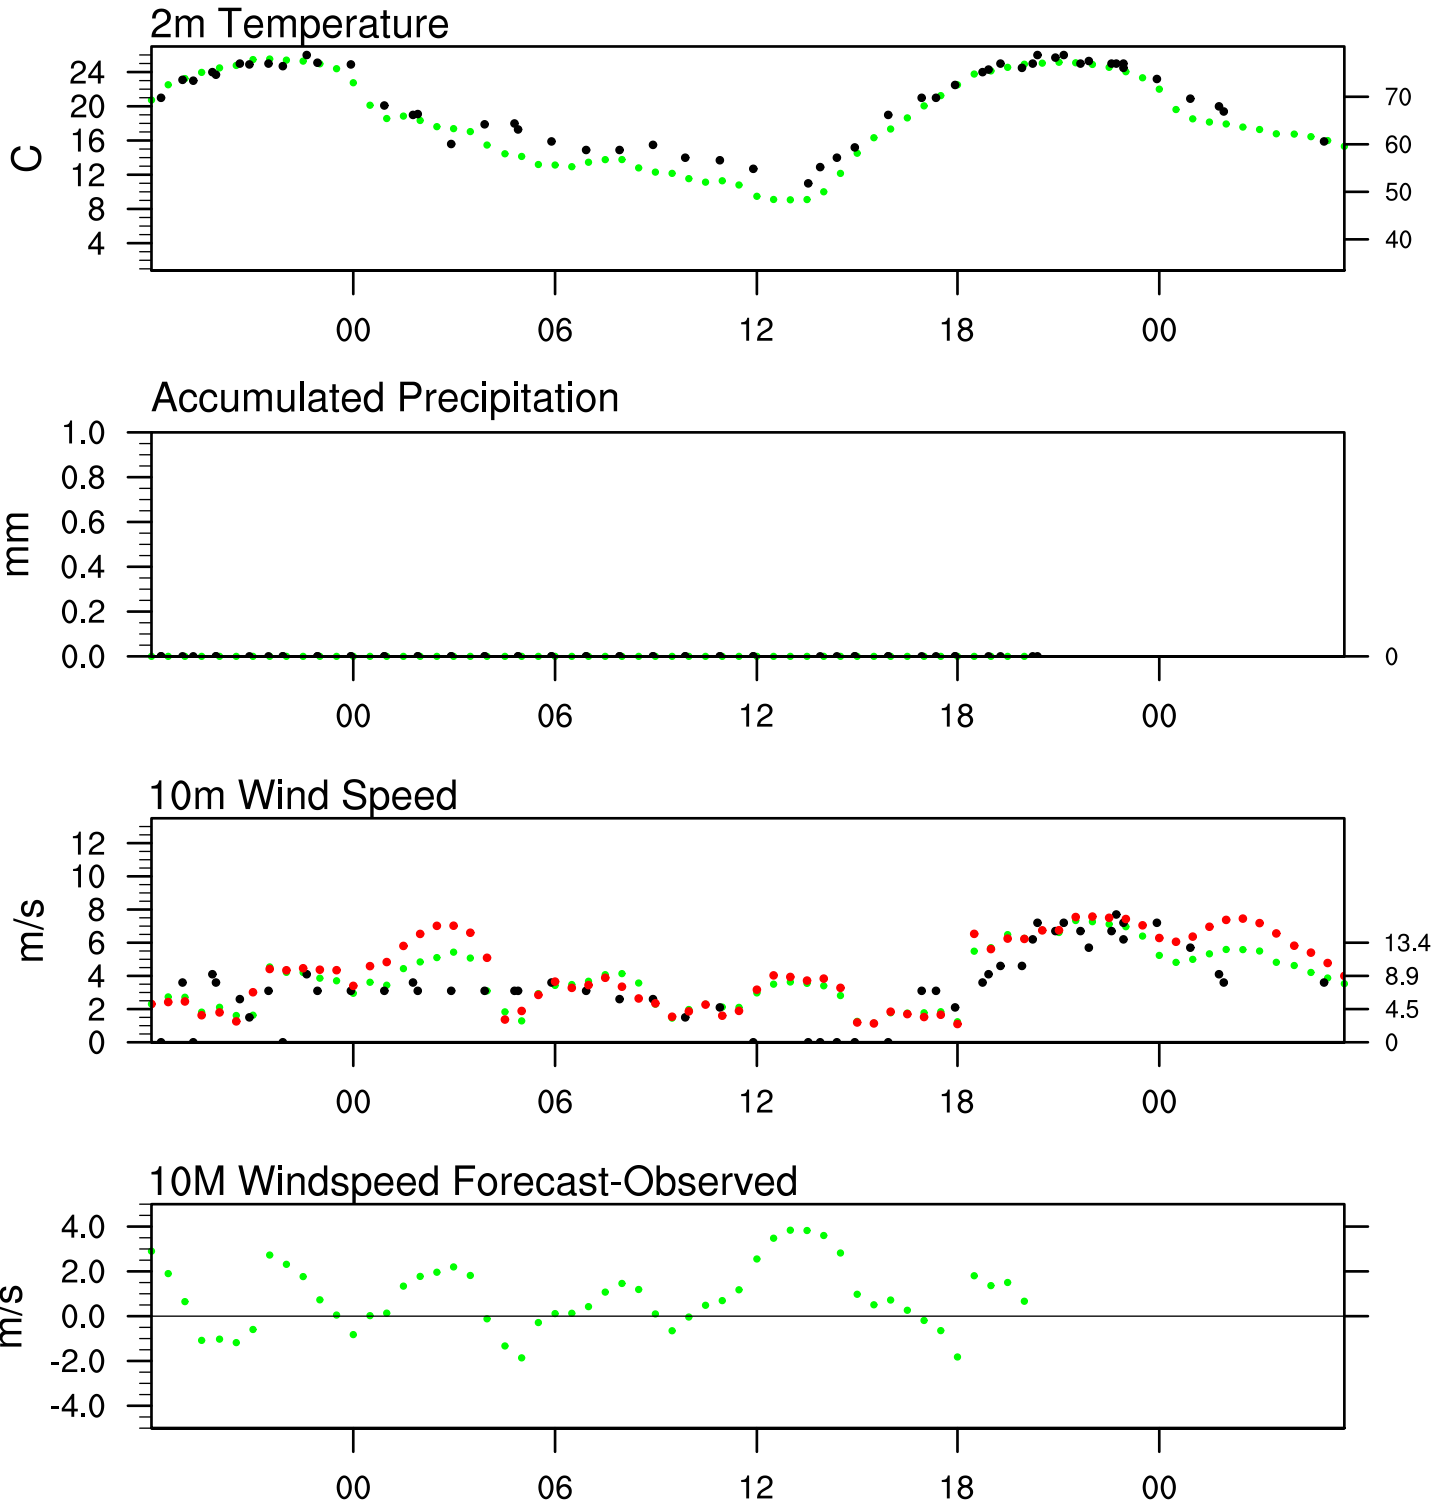 2m Temperature
24
20
16
12
8
4
C
70
60
50
40
00 06 12 18 00
Accumulated Precipitation
1.0
0.8
0.6
0.4
0.2
0.0
mm
0
00 06 12 18 00
10m Wind Speed
12
10
8
6
4
2
0
m/s
13.4
8.9
4.5
0
00 06 12 18 00
10M Windspeed Forecast-Observed
4.0
2.0
0.0
-2.0
-4.0
m/s
00 06 12 18 00